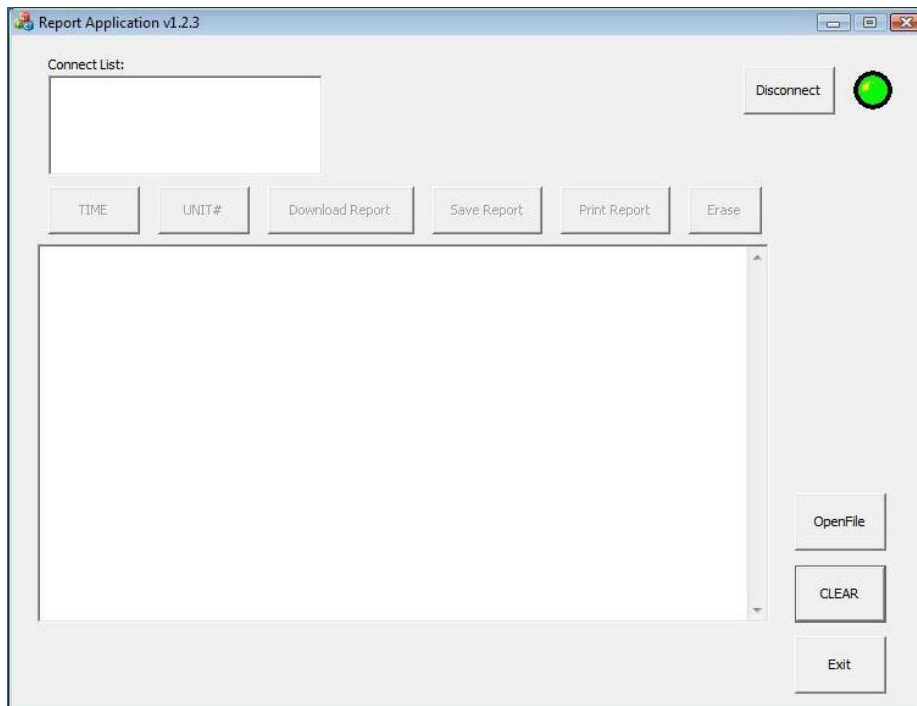 Report Application v1.2.3
Connect List:
Disconnect
TIME UNIT# Download Report Save Report Print Report Erase
OpenFile
CLEAR
Exit